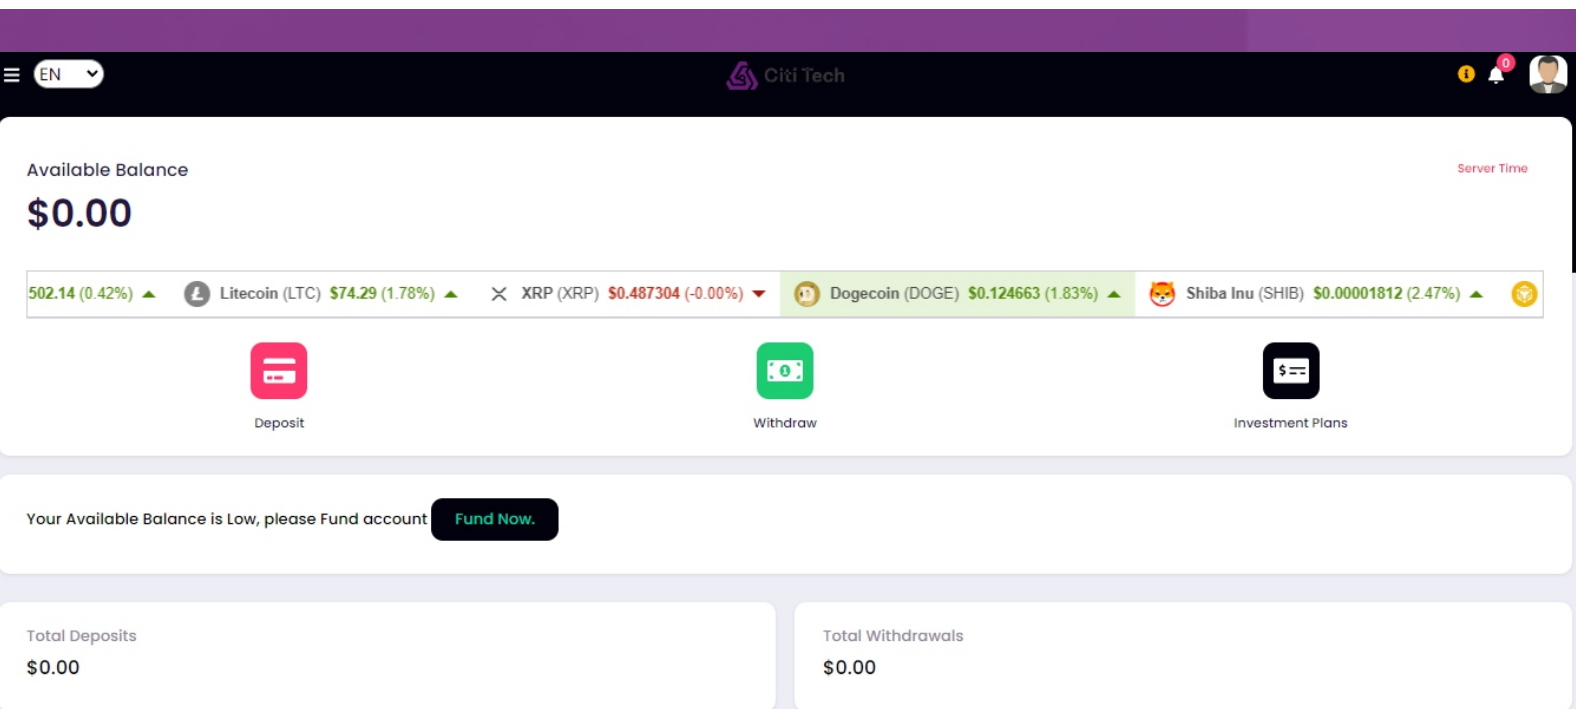 EN
Citi Tech
0
Available Balance
Server Time
$0.00
502.14 (0.42%) Litecoin (LTC) $74.29 (1.78%) XRP (XRP) $0.487304 (-0.00%) Dogecoin (DOGE) $0.124663 (1.83%) Shiba Inu (SHIB) $0.00001812 (2.47%)
Deposit Withdraw Investment Plans
Your Available Balance is Low, please Fund account Fund Now.
Total Deposits
$0.00
Total Withdrawals
$0.00